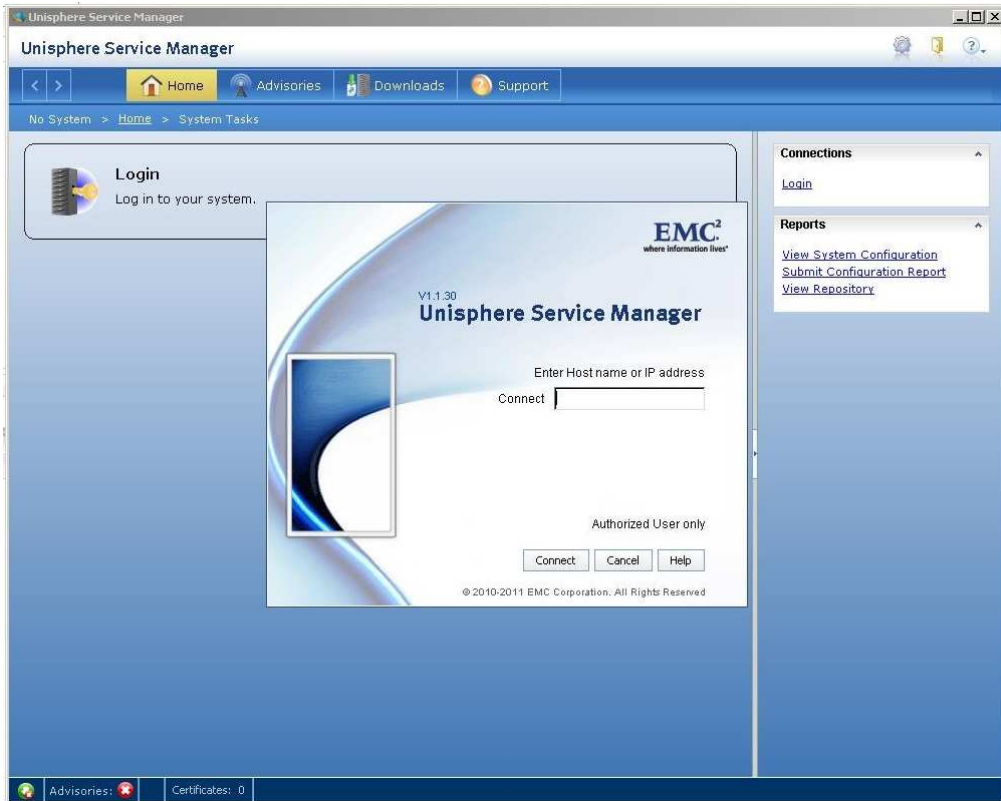 Unisphere Service Manager
Unisphere Service Manager
Home
Advisories
Downloads
Support
No System > Home > System Tasks
Login
Log in to your system.
EMC²
where information lives®
V1.1.30
Unisphere Service Manager
Enter Host name or IP address
Connect
Authorized User only
Connect
Cancel
Help
© 2010-2011 EMC Corporation. All Rights Reserved
Connections
Login
Reports
View System Configuration
Submit Configuration Report
View Repository
Advisories:
Certificates: 0